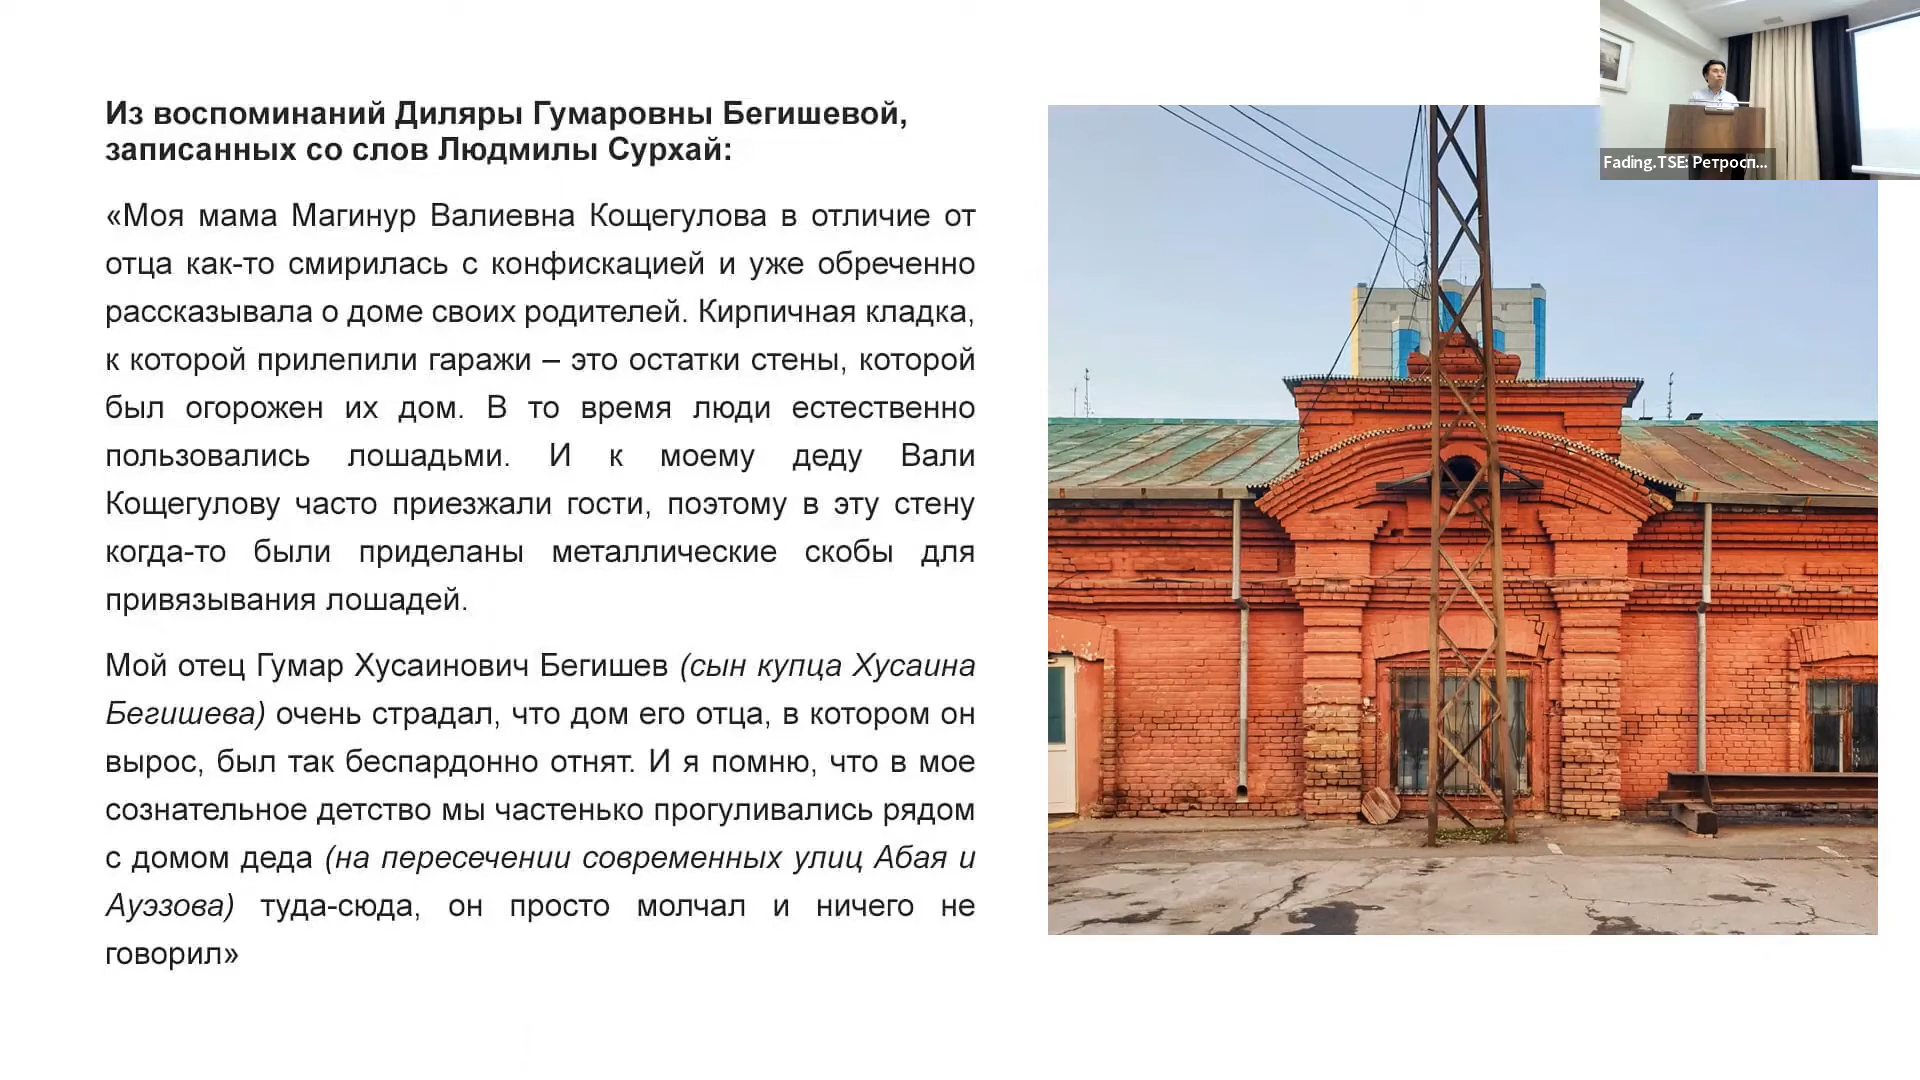 Из воспоминаний Диляры Гумаровны Бегишевой,
записанных со слов Людмилы Сурхай:
«Моя мама Магинур Валиевна Кощегулова в отличие от
отца как-то смирилась с конфискацией и уже обреченно
рассказывала о доме своих родителей. Кирпичная кладка,
к которой прилепили гаражи – это остатки стены, которой
был огорожен их дом. В то время люди естественно
пользовались лошадьми. И к моему деду Вали
Кощегулову часто приезжали гости, поэтому в эту стену
когда-то были приделаны металлические скобы для
привязывания лошадей.
Мой отец Гумар Хусаинович Бегишев (сын купца Хусаина
Бегишева) очень страдал, что дом его отца, в котором он
вырос, был так беспардонно отнят. И я помню, что в мое
сознательное детство мы частенько прогуливались рядом
с домом деда (на пересечении современных улиц Абая и
Ауэзова) туда-сюда, он просто молчал и ничего не
говорил»
Fading.TSE: Ретросп...